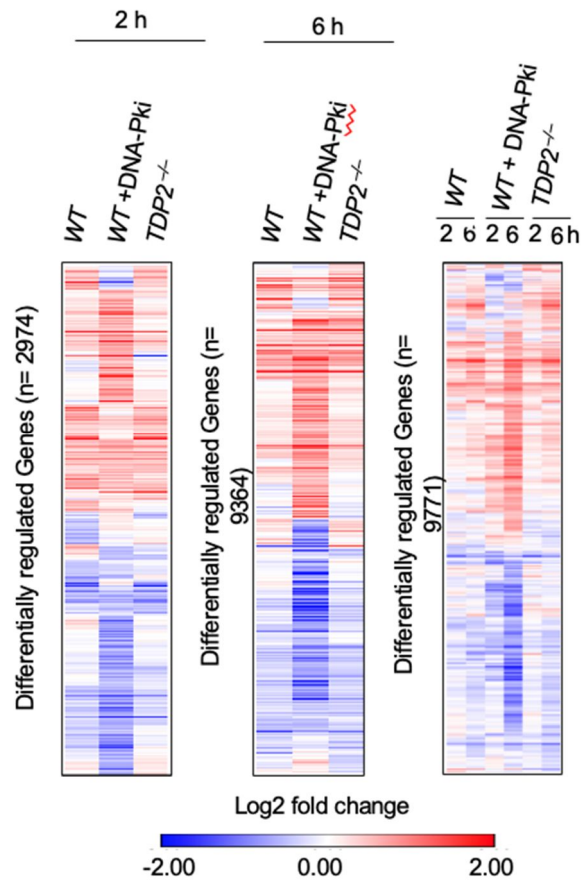 2 h
6 h
WT
WT +DNA-Pki
TDP2–/–
WT
WT +DNA-Pki
TDP2–/–
WT
WT + DNA-Pki
TDP2–/–
2 6 2 6 2 6 h
Differentially regulated Genes (n= 2974)
Differentially regulated Genes (n=
9364)
Differentially regulated Genes (n=
9771)
Log2 fold change
-2.00 0.00 2.00